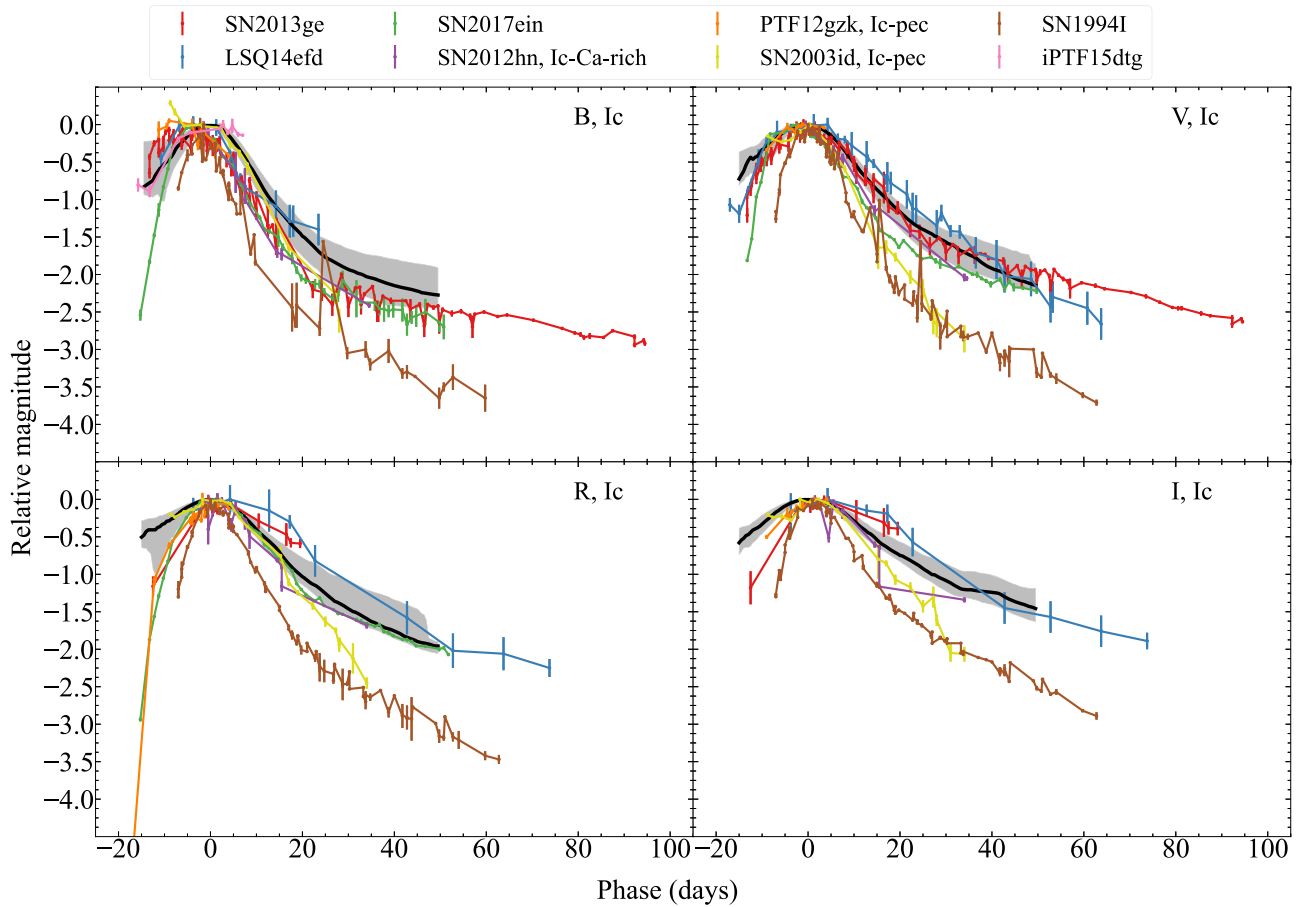 SN2013ge SN2017ein PTF12gzk, Ic-pec SN1994I
LSQ14efd SN2012hn, Ic-Ca-rich SN2003id, Ic-pec iPTF15dtg
B, Ic
V, Ic
0.0
−0.5
−1.0
−1.5
−2.0
−2.5
−3.0
−3.5
−4.0
Relative magnitude
R, Ic
I, Ic
0.0
−0.5
−1.0
−1.5
−2.0
−2.5
−3.0
−3.5
−4.0
−20 0 20 40 60 80 100 −20 0 20 40 60 80 100
Phase (days)